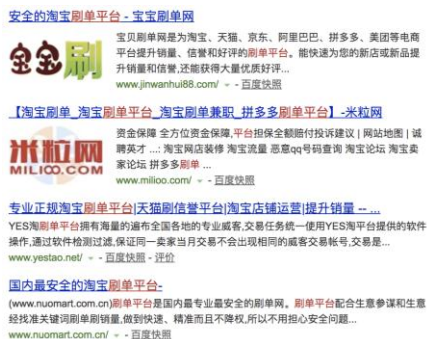 安全的淘宝刷单平台 - 宝宝刷单网
宝贝刷单网是为淘宝、天猫、京东、阿里巴巴、拼多多、美团等电商
平台提升销量、信誉和好评的刷单平台。能快速为您的新店或新品提
升销量和信誉,还能获得大量优质好评...
宝宝刷
www.jinwanhui88.com/ - 百度快照
【淘宝刷单_淘宝刷单平台_淘宝刷单兼职_拼多多刷单平台】-米粒网
资金保障 全方位资金保障,平台担保全额赔付投诉建议 | 网站地图 | 诚
聘英才 ...: 淘宝网店装修 淘宝流量 恶意qq号码查询 淘宝论坛 淘宝卖
家论坛 拼多多刷单 ...
米粒网
MILIOO.COM
www.milioo.com/ - 百度快照
专业正规淘宝刷单平台|天猫刷信誉平台|淘宝店铺运营|提升销量 -- ...
YES淘刷单平台拥有海量的遍布全国各地的专业威客,交易任务统一使用YES淘平台提供的软件
操作,通过软件检测过滤,保证同一卖家当月交易不会出现相同的威客交易帐号,交易是...
www.yestao.net/ - 百度快照 - 评价
国内最安全的淘宝刷单平台-
(www.nuomart.com.cn)刷单平台是国内最专业最安全的刷单网。刷单平台配合生意参谋和生意
经找准关键词刷单刷销量,做到快速、精准而且不降权,所以不用担心安全问题...
www.nuomart.com.cn/ - 百度快照